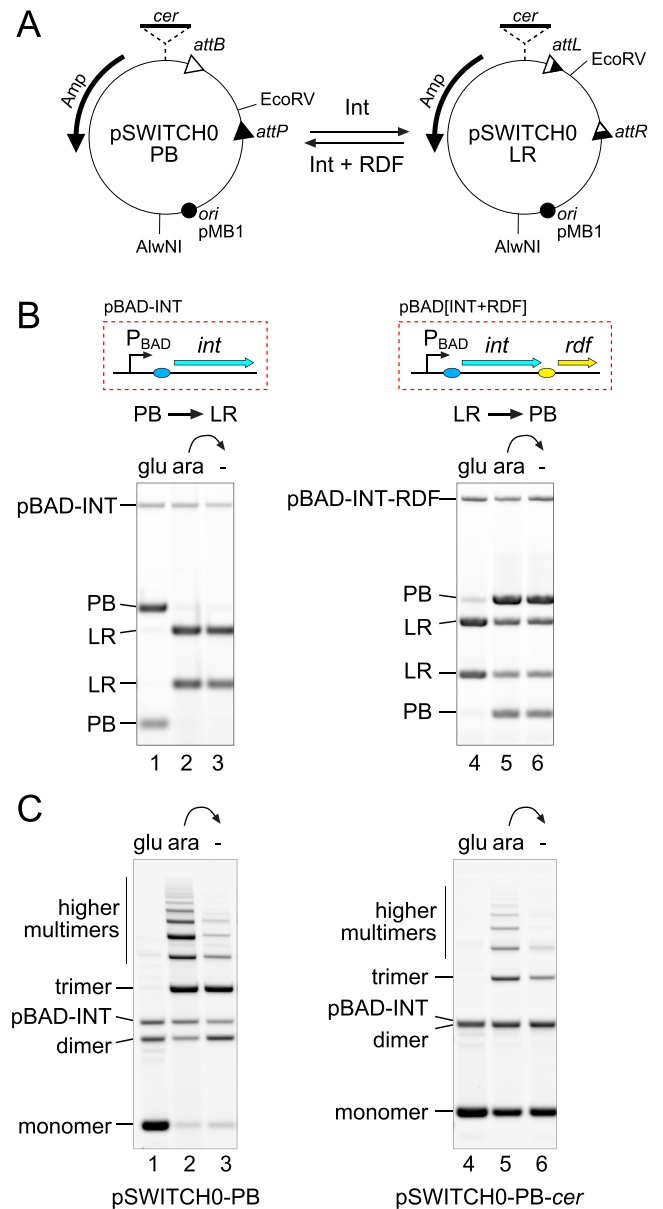 A
cer
attB
Amp
EcoRV
pSWITCH0
PB
attP
ori
pMB1
AlwNI
Int
Int + RDF
cer
attL
Amp
EcoRV
pSWITCH0
LR
attR
ori
pMB1
AlwNI
B
pBAD-INT
PBAD
int
PB LR
glu ara -
pBAD-INT
PB
LR
LR
PB
1 2 3
pBAD[INT+RDF]
PBAD
int
rdf
LR PB
glu ara -
pBAD-INT-RDF
PB
LR
LR
PB
4 5 6
C
glu ara -
higher
multimers
trimer
pBAD-INT
dimer
monomer
1 2 3
pSWITCH0-PB
glu ara -
higher
multimers
trimer
pBAD-INT
dimer
monomer
4 5 6
pSWITCH0-PB-cer